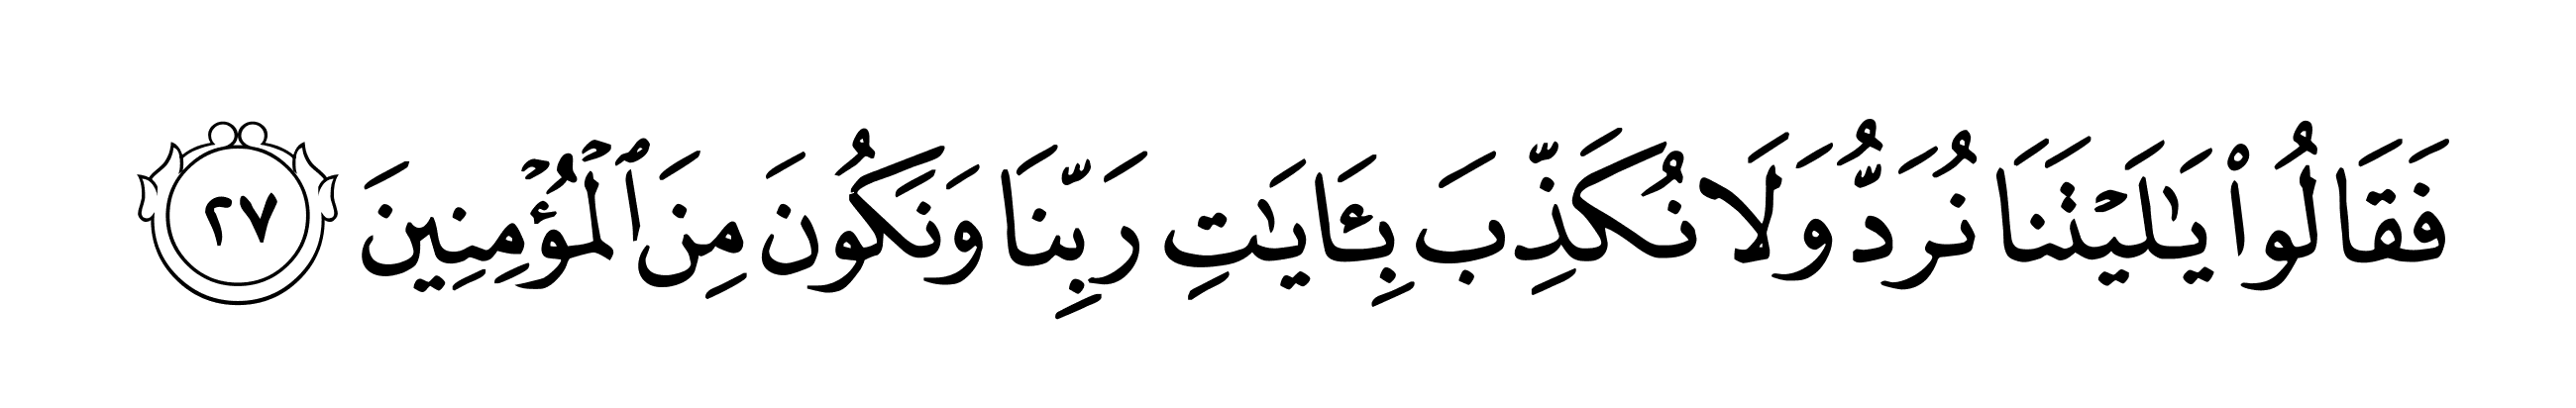 فَقَالُوا۟ يَٰلَيْتَنَا نُرَدُّ وَلَا نُكَذِّبَ بِـَٔايَٰتِ رَبِّنَا وَنَكُونَ مِنَ ٱلْمُؤْمِنِينَ ٢٧